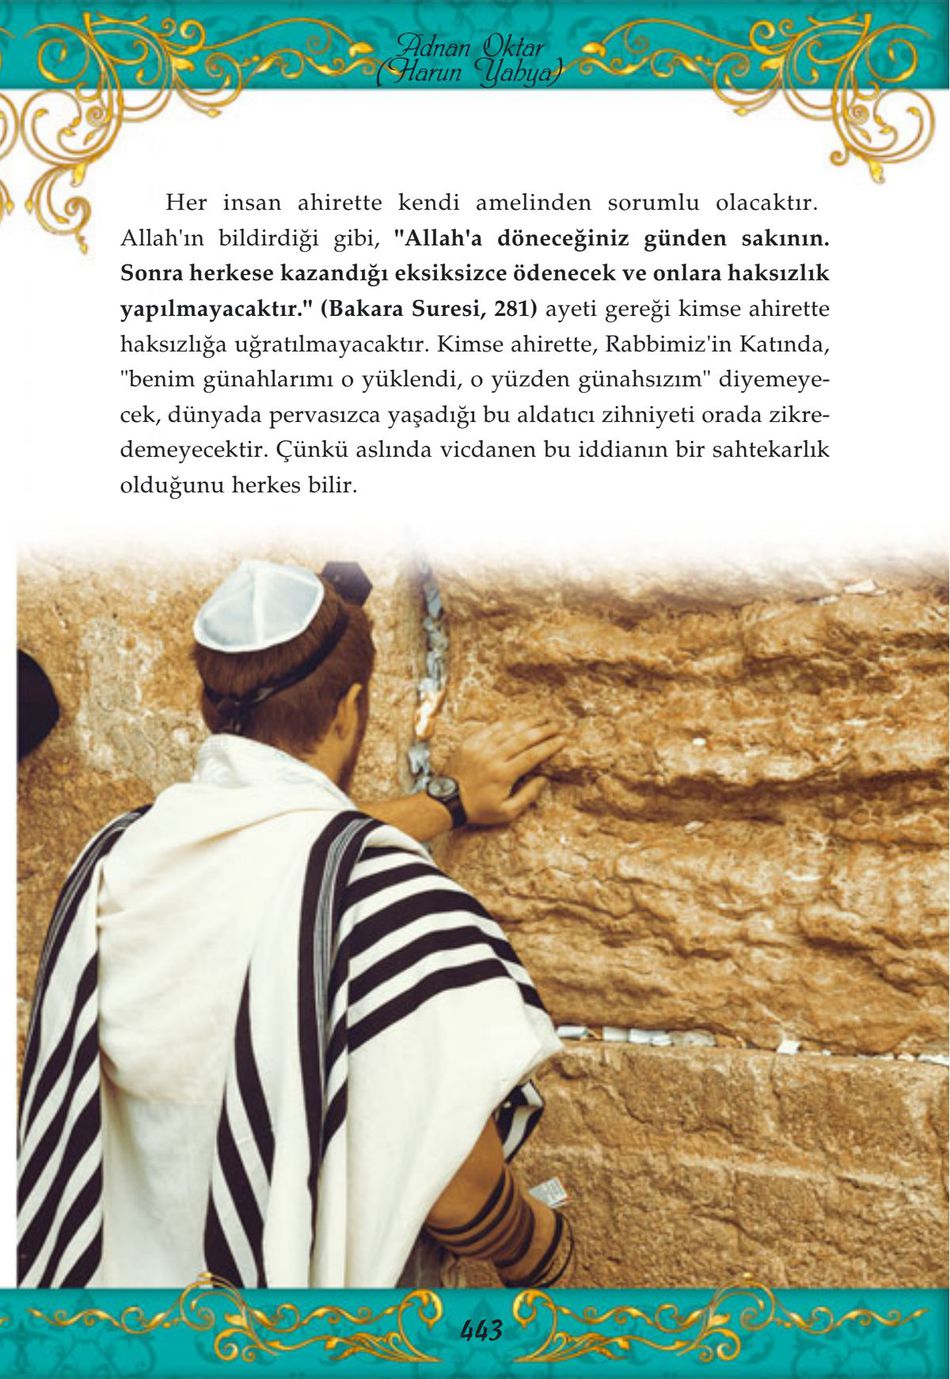 Adnan Oktar
(Harun Yahya)
Her insan ahirette kendi amelinden sorumlu olacaktır.
Allah'ın bildirdiği gibi, "Allah'a döneceğiniz günden sakının.
Sonra herkese kazandığı eksiksizce ödenecek ve onlara haksızlık
yapılmayacaktır." (Bakara Suresi, 281) ayeti gereği kimse ahirette
haksızlığa uğratılmayacaktır. Kimse ahirette, Rabbimiz'in Katında,
"benim günahlarımı o yüklendi, o yüzden günahsızım" diyemeye-
cek, dünyada pervasızca yaşadığı bu aldatıcı zihniyeti orada zikre-
demeyecektir. Çünkü aslında vicdanen bu iddianın bir sahtekarlık
olduğunu herkes bilir.
443